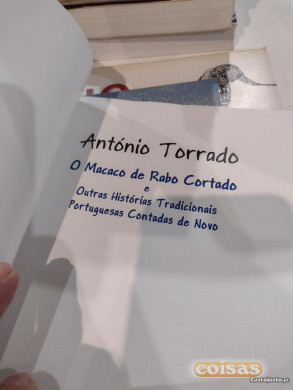 António Torrado
O Macaco de Rabo Cortado
e
Outras Histórias Tradicionais
Portuguesas Contadas de Novo
coisas